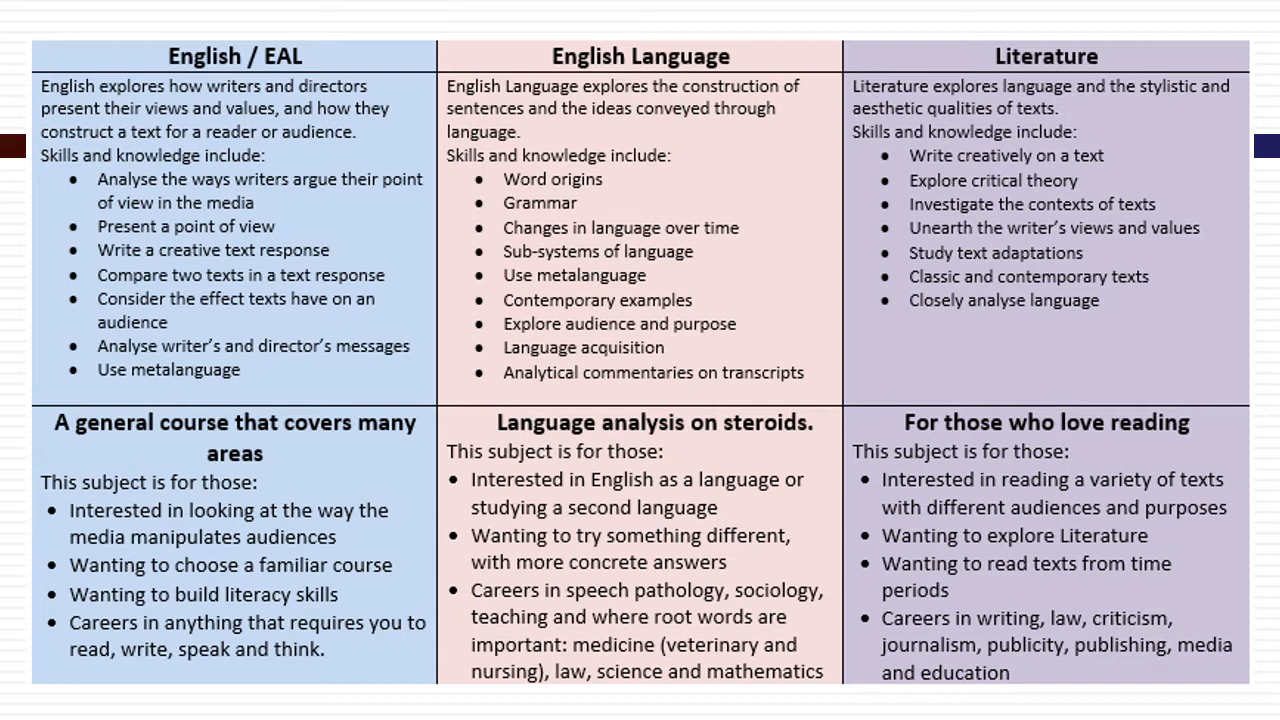 English / EAL
English explores how writers and directors
present their views and values, and how they
construct a text for a reader or audience.
Skills and knowledge include:
• Analyse the ways writers argue their point
of view in the media
• Present a point of view
• Write a creative text response
• Compare two texts in a text response
• Consider the effect texts have on an
audience
• Analyse writer's and director's messages
• Use metalanguage
English Language
English Language explores the construction of
sentences and the ideas conveyed through
language.
Skills and knowledge include:
• Word origins
• Grammar
• Changes in language over time
• Sub-systems of language
• Use metalanguage
• Contemporary examples
• Explore audience and purpose
• Language acquisition
• Analytical commentaries on transcripts
Literature
Literature explores language and the stylistic and
aesthetic qualities of texts.
Skills and knowledge include:
• Write creatively on a text
• Explore critical theory
• Investigate the contexts of texts
• Unearth the writer's views and values
• Study text adaptations
• Classic and contemporary texts
• Closely analyse language
A general course that covers many
areas
This subject is for those:
• Interested in looking at the way the
media manipulates audiences
• Wanting to choose a familiar course
• Wanting to build literacy skills
• Careers in anything that requires you to
read, write, speak and think.
Language analysis on steroids.
This subject is for those:
• Interested in English as a language or
studying a second language
• Wanting to try something different,
with more concrete answers
• Careers in speech pathology, sociology,
teaching and where root words are
important: medicine (veterinary and
nursing), law, science and mathematics
For those who love reading
This subject is for those:
• Interested in reading a variety of texts
with different audiences and purposes
• Wanting to explore Literature
• Wanting to read texts from time
periods
• Careers in writing, law, criticism,
journalism, publicity, publishing, media
and education